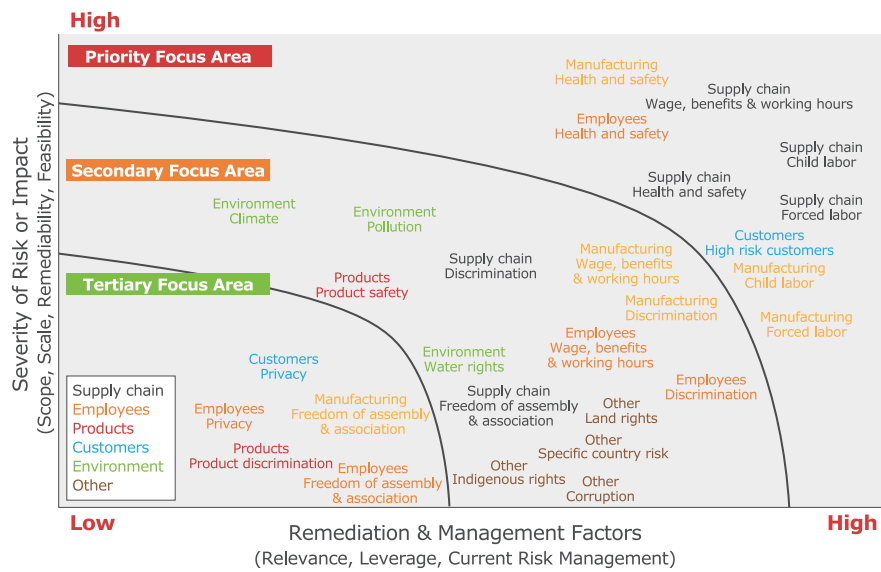 High
Priority Focus Area
Manufacturing
Health and safety
Supply chain
Wage, benefits & working hours
Employees
Health and safety
Supply chain
Child labor
Secondary Focus Area
Supply chain
Health and safety
Supply chain
Forced labor
Environment
Climate
Environment
Pollution
Customers
High risk customers
Supply chain
Discrimination
Manufacturing
Wage, benefits
& working hours
Manufacturing
Child labor
Tertiary Focus Area
Products
Product safety
Manufacturing
Discrimination
Manufacturing
Forced labor
Employees
Wage, benefits
& working hours
Customers
Privacy
Environment
Water rights
Employees
Discrimination
Supply chain
Employees
Products
Customers
Environment
Other
Employees
Privacy
Manufacturing
Freedom of assembly
& association
Supply chain
Freedom of assembly
& association
Other
Land rights
Other
Specific country risk
Products
Product discrimination
Employees
Freedom of assembly
& association
Other
Indigenous rights
Other
Corruption
Severity of Risk or Impact
(Scope, Scale, Remediability, Feasibility)
Low
High
Remediation & Management Factors
(Relevance, Leverage, Current Risk Management)